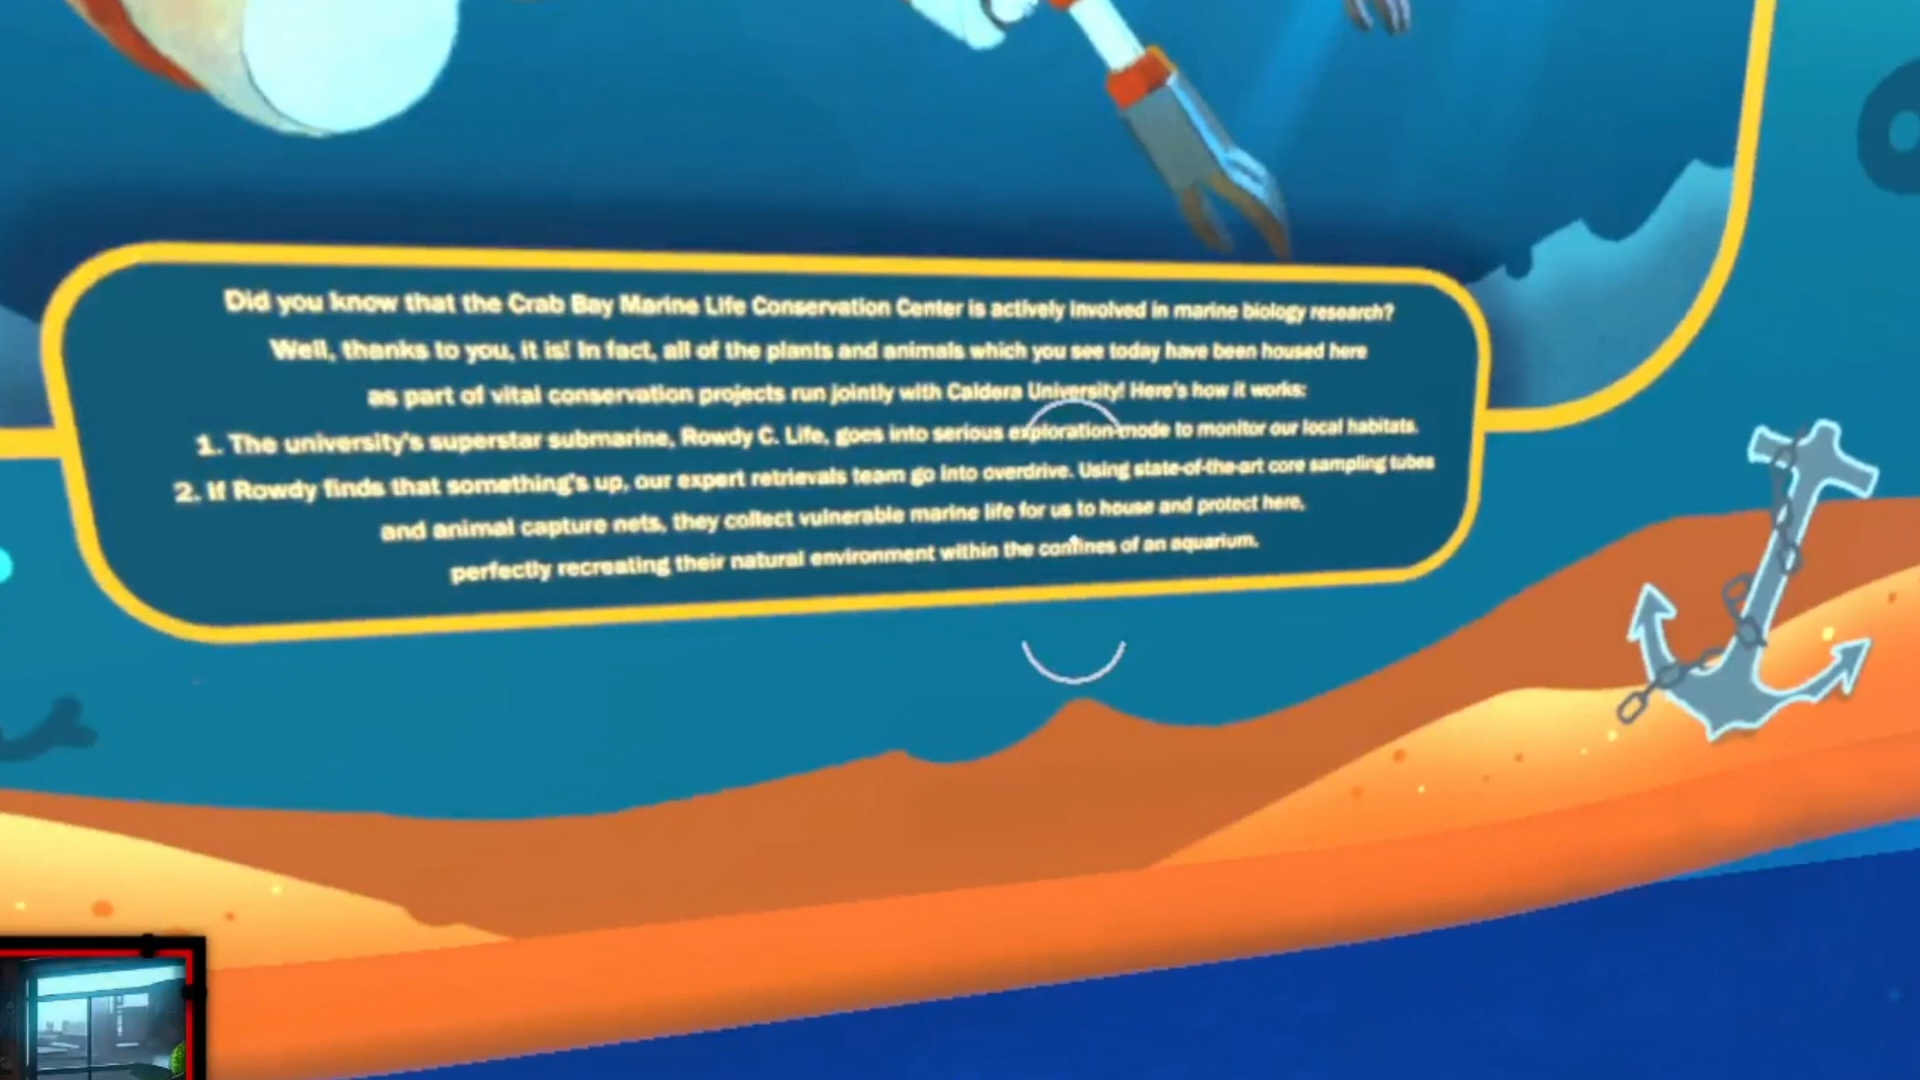 Did you know that the Crab Bay Marine Life Conservation Center is actively involved in marine biology research?
Well, thanks to you, it is! In fact, all of the plants and animals which you see today have been housed here
as part of vital conservation projects run jointly with Caldera University! Here's how it works:
1. The university's superstar submarine, Rowdy C. Life, goes into serious exploration mode to monitor our local habitats.
2. If Rowdy finds that something's up, our expert retrievals team go into overdrive. Using state-of-the-art core sampling tubes
and animal capture nets, they collect vulnerable marine life for us to house and protect here,
perfectly recreating their natural environment within the confines of an aquarium.